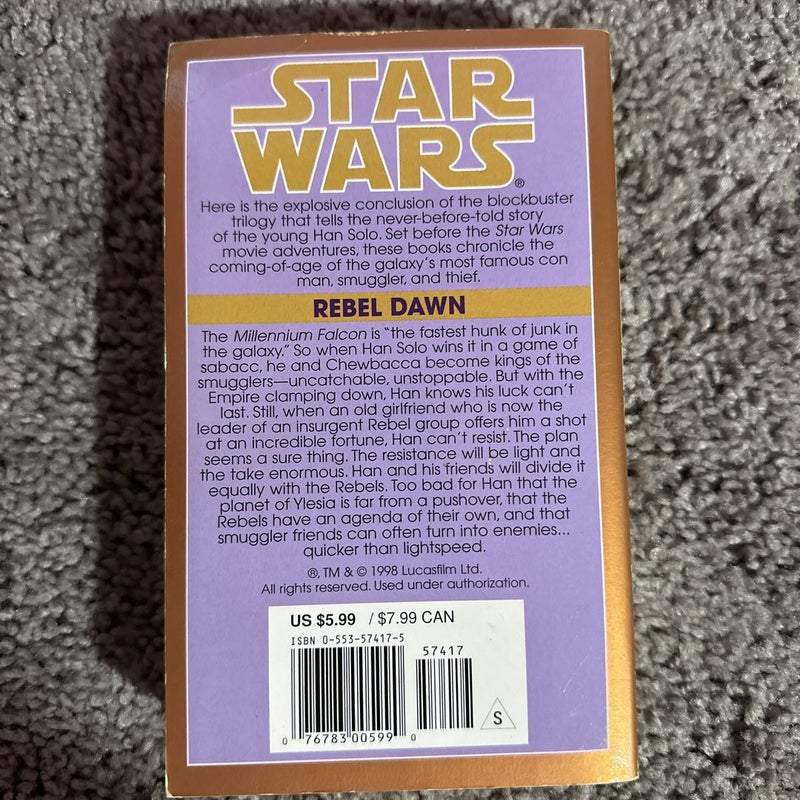 STAR
WARS®
Here is the explosive conclusion of the blockbuster
trilogy that tells the never-before-told story
of the young Han Solo. Set before the Star Wars
movie adventures, these books chronicle the
coming-of-age of the galaxy's most famous con
man, smuggler, and thief.
REBEL DAWN
The Millennium Falcon is "the fastest hunk of junk in
the galaxy." So when Han Solo wins it in a game of
sabacc, he and Chewbacca become kings of the
smugglers—uncatchable, unstoppable. But with the
Empire clamping down, Han knows his luck can't
last. Still, when an old girlfriend who is now the
leader of an insurgent Rebel group offers him a shot
at an incredible fortune, Han can't resist. The plan
seems a sure thing. The resistance will be light and
the take enormous. Han and his friends will divide it
equally with the Rebels. Too bad for Han that the
planet of Ylesia is far from a pushover, that the
Rebels have an agenda of their own, and that
smuggler friends can often turn into enemies...
quicker than lightspeed.
®, TM & © 1998 Lucasfilm Ltd.
All rights reserved. Used under authorization.
US $5.99 / $7.99 CAN
ISBN 0-553-57417-5
57417
S
0 76783 00599 0